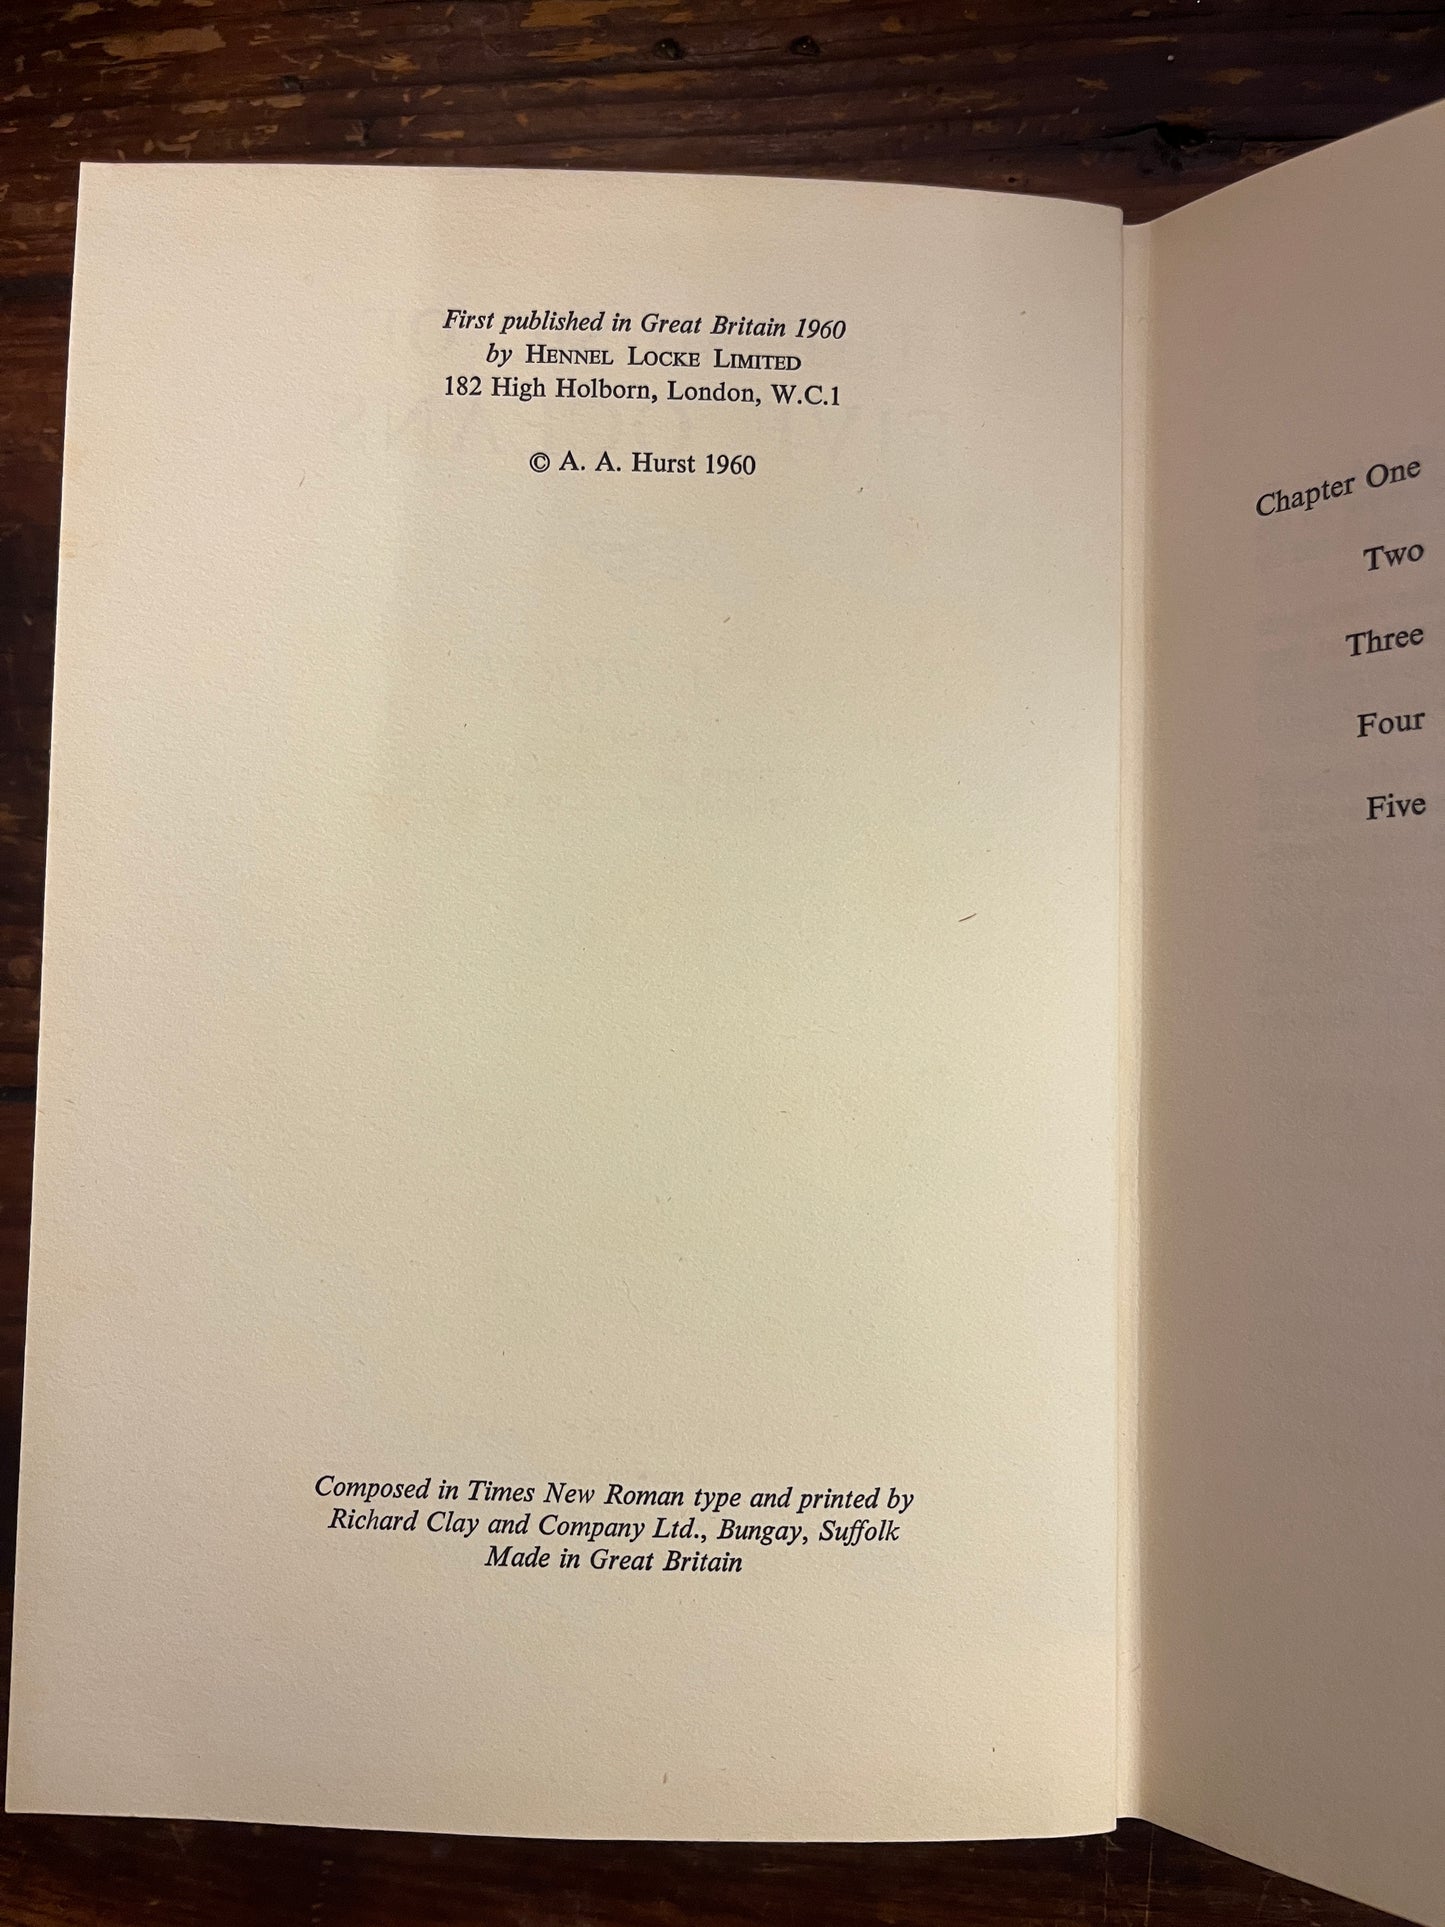 First published in Great Britain 1960
by HENNEL LOCKE LIMITED
182 High Holborn, London, W.C.1
© A. A. Hurst 1960
Composed in Times New Roman type and printed by
Richard Clay and Company Ltd., Bungay, Suffolk
Made in Great Britain
Chapter One
Two
Three
Four
Five